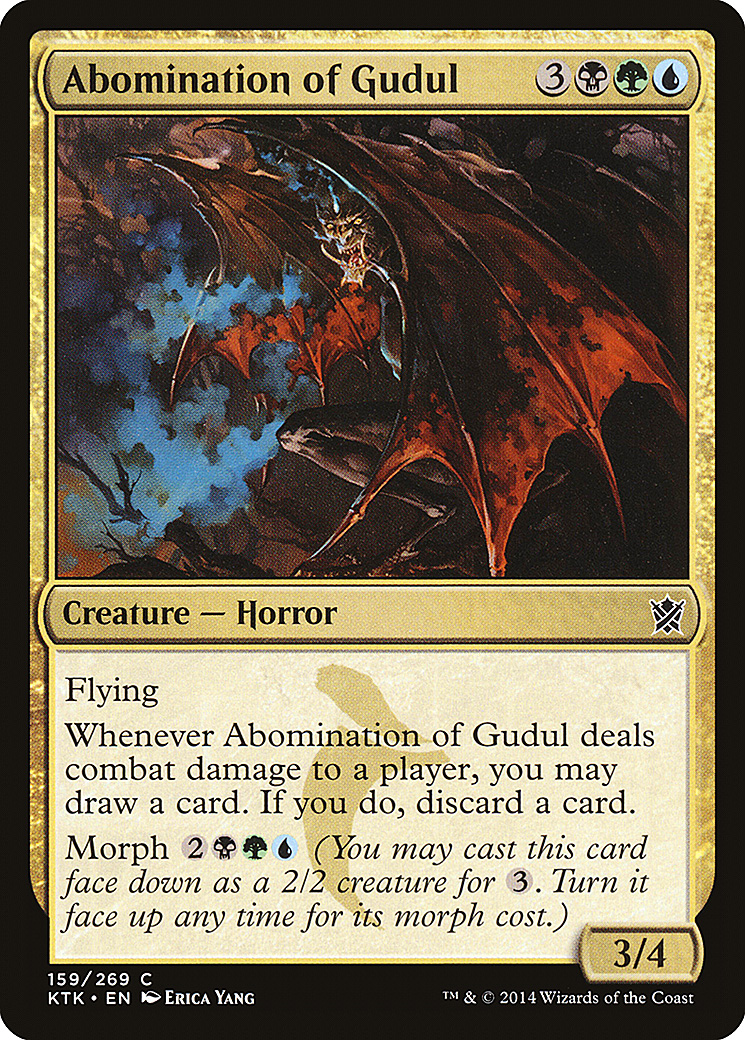 Abomination of Gudul 3
Creature — Horror
Flying
Whenever Abomination of Gudul deals
combat damage to a player, you may
draw a card. If you do, discard a card.
Morph 2 (You may cast this card
face down as a 2/2 creature for 3. Turn it
face up any time for its morph cost.)
3/4
159/269 C
KTK • EN Erica Yang
™ & © 2014 Wizards of the Coast